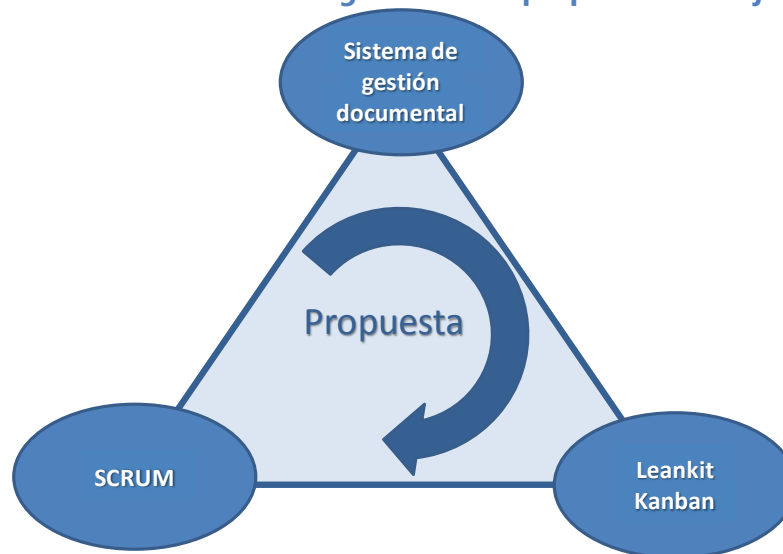 Sistema de
gestión
documental
Propuesta
SCRUM
Leankit
Kanban